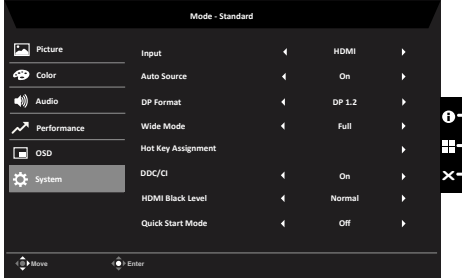 Mode - Standard
Picture
Color
Audio
Performance
OSD
System
Input HDMI
Auto Source On
DP Format DP 1.2
Wide Mode Full
Hot Key Assignment
DDC/CI On
HDMI Black Level Normal
Quick Start Mode Off
Move Enter